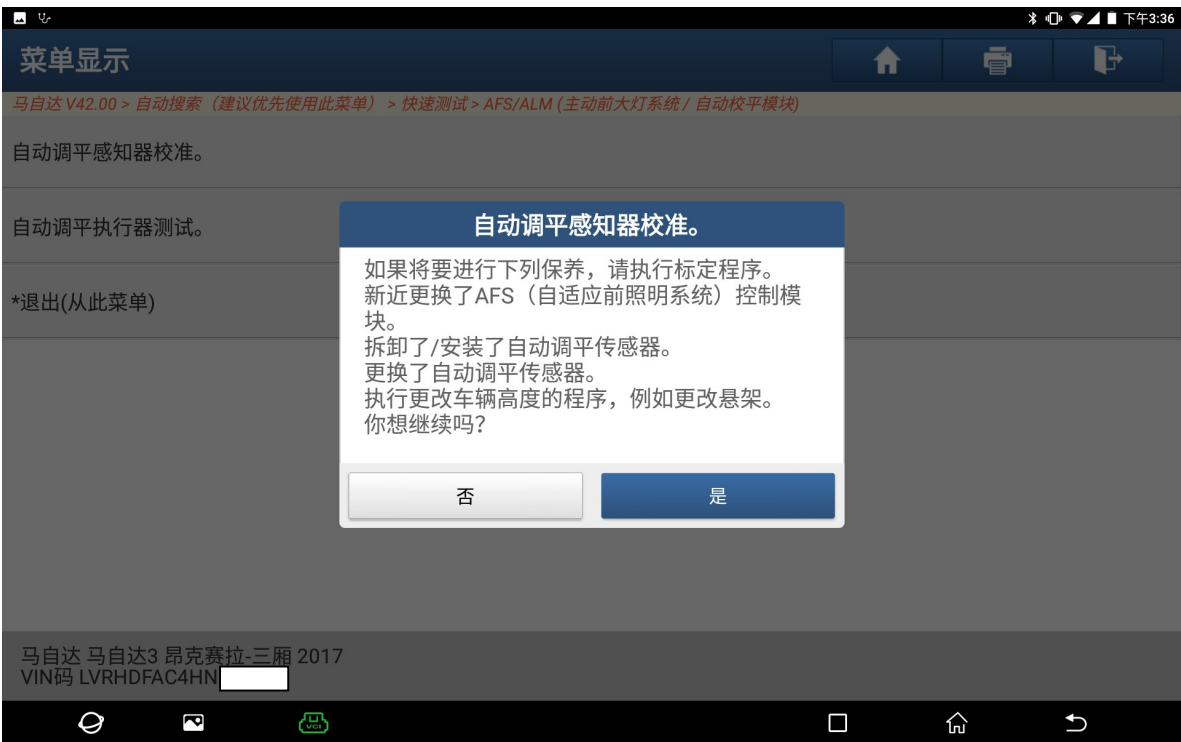 下午3:36
菜单显示
马自达 V42.00 > 自动搜索（建议优先使用此菜单） > 快速测试 > AFS/ALM (主动前大灯系统 / 自动校平模块)
自动调平感知器校准。
自动调平执行器测试。
*退出(从此菜单)
自动调平感知器校准。
如果将要进行下列保养，请执行标定程序。
新近更换了AFS（自适应前照明系统）控制模
块。
拆卸了/安装了自动调平传感器。
更换了自动调平传感器。
执行更改车辆高度的程序，例如更改悬架。
你想继续吗?
否
是
马自达 马自达3 昂克赛拉-三厢 2017
VIN码 LVRHDFAC4HN
VCI